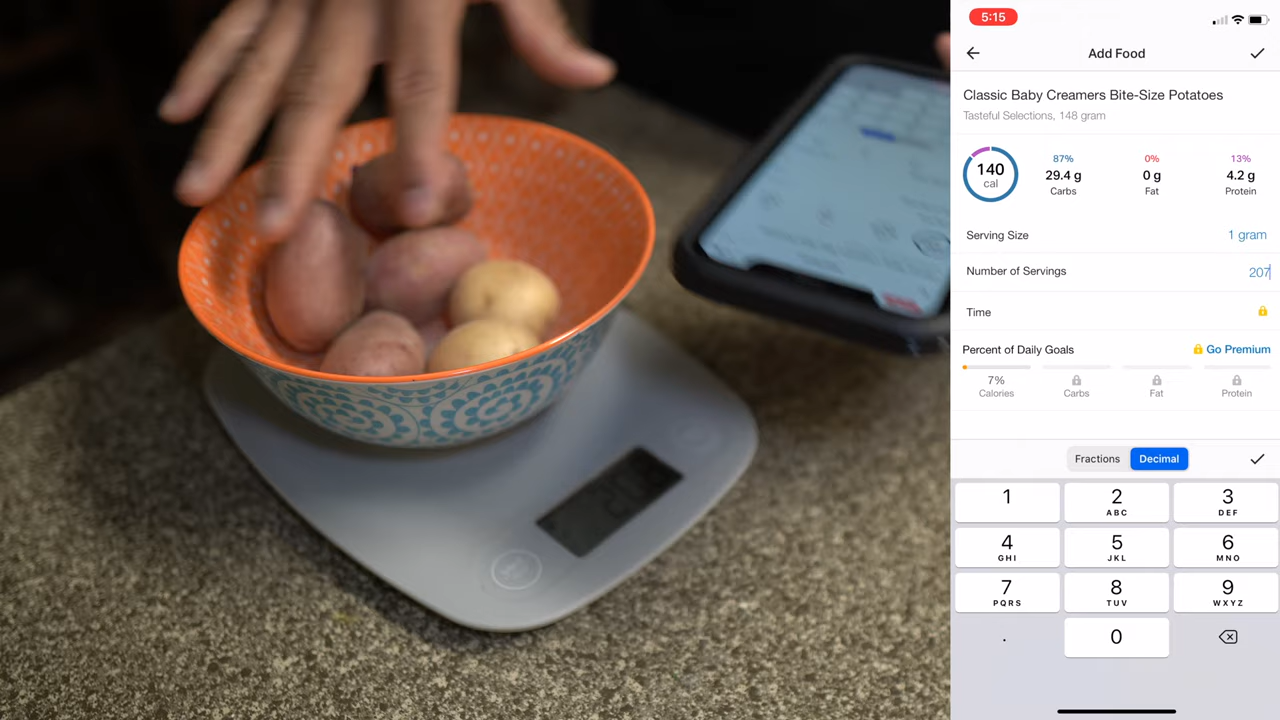 5:15
Add Food
Classic Baby Creamers Bite-Size Potatoes
Tasteful Selections, 148 gram
140
cal
87%
29.4 g
Carbs
0%
0 g
Fat
13%
4.2 g
Protein
Serving Size
1 gram
Number of Servings
207
Time
Percent of Daily Goals
Go Premium
7%
Calories
Carbs
Fat
Protein
Fractions
Decimal
1
2
ABC
3
DEF
4
GHI
5
JKL
6
MNO
7
PQRS
8
TUV
9
WXYZ
.
0